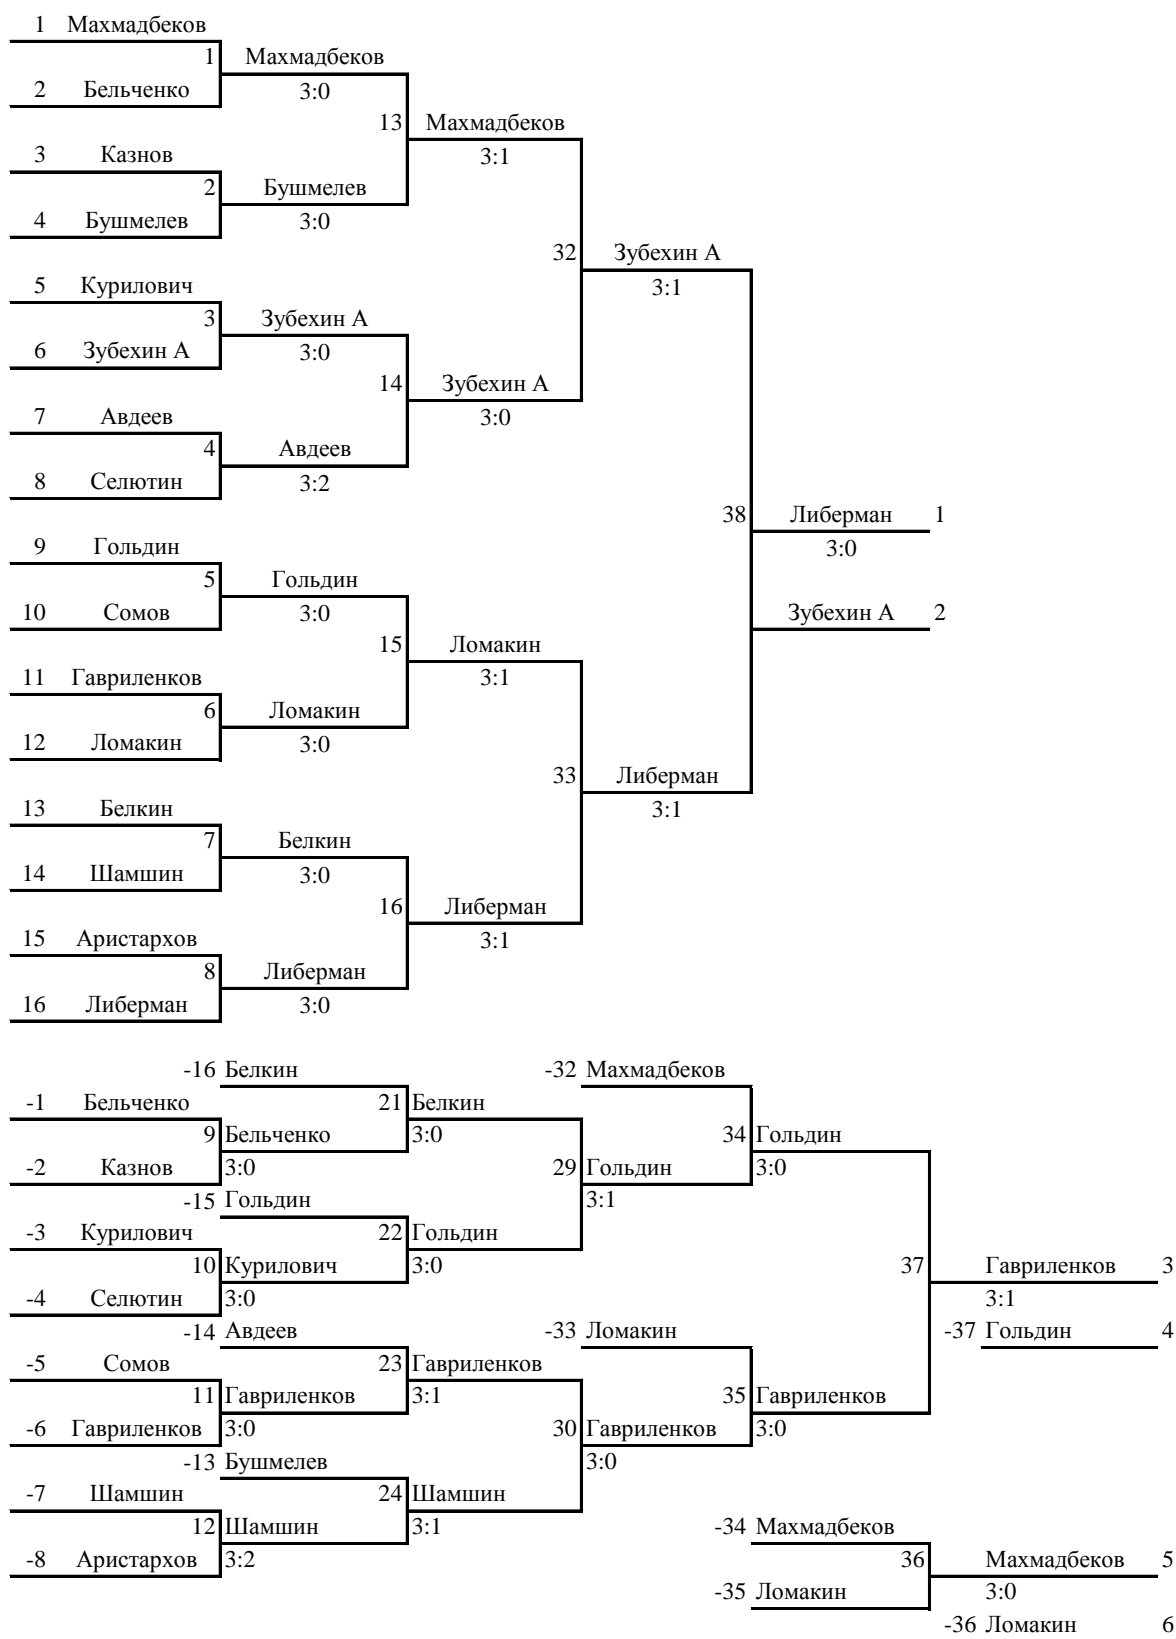 1 Махмадбеков
1 Махмадбеков
2 Бельченко 3:0
13 Махмадбеков
3 Казнов 3:1
2 Бушмелев
4 Бушмелев 3:0
32 Зубехин А
5 Курилович 3:1
3 Зубехин А
6 Зубехин А 3:0
14 Зубехин А
7 Авдеев 3:0
4 Авдеев
8 Селютин 3:2
38 Либерман 1
9 Гольдин 3:0
5 Гольдин
10 Сомов 3:0 Зубехин А 2
15 Ломакин
11 Гавриленков 3:1
6 Ломакин
12 Ломакин 3:0
33 Либерман
13 Белкин 3:1
7 Белкин
14 Шамшин 3:0
16 Либерман
15 Аристархов 3:1
8 Либерман
16 Либерман 3:0
-16 Белкин -32 Махмадбеков
-1 Бельченко 21 Белкин
9 Бельченко 3:0 34 Гольдин
-2 Казнов 3:0 29 Гольдин 3:0
-15 Гольдин 3:1
-3 Курилович 22 Гольдин
10 Курилович 3:0 37 Гавриленков 3
-4 Селютин 3:0 3:1
-14 Авдеев -33 Ломакин -37 Гольдин 4
-5 Сомов 23 Гавриленков
11 Гавриленков 3:1 35 Гавриленков
-6 Гавриленков 3:0 30 Гавриленков 3:0
-13 Бушмелев 3:0
-7 Шамшин 24 Шамшин
12 Шамшин 3:1 -34 Махмадбеков
-8 Аристархов 3:2 36 Махмадбеков 5
-35 Ломакин 3:0
-36 Ломакин 6